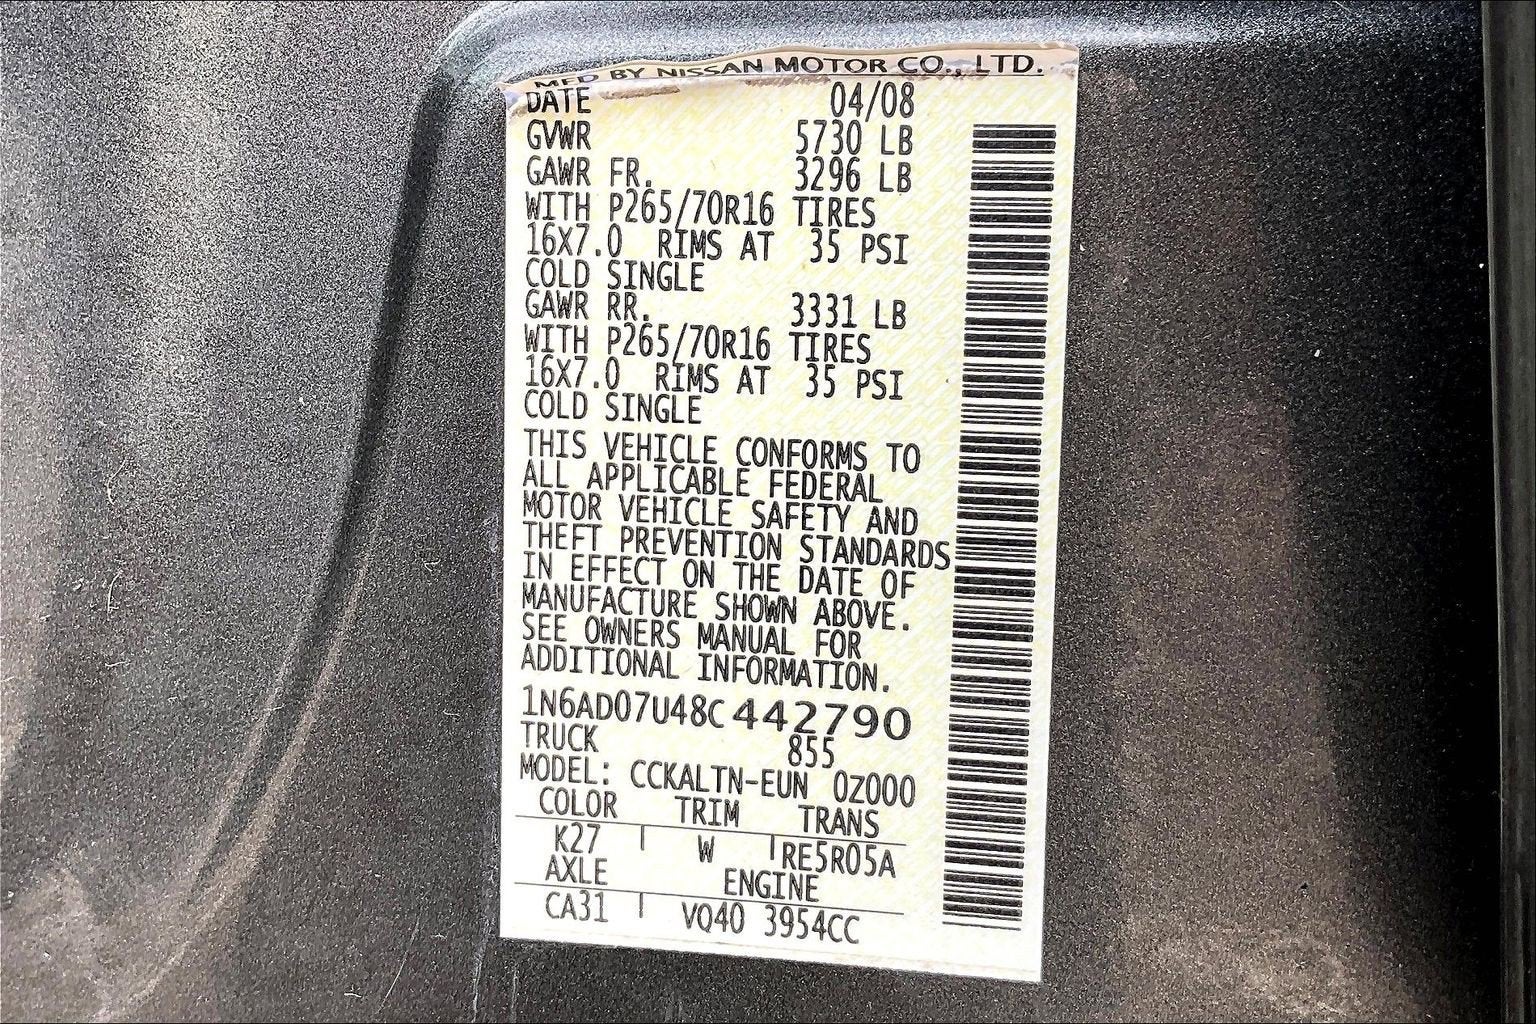 MFD BY NISSAN MOTOR CO., LTD.
DATE 04/08
GVWR 5730 LB
GAWR FR. 3296 LB
WITH P265/70R16 TIRES
16X7.0 RIMS AT 35 PSI
COLD SINGLE
GAWR RR. 3331 LB
WITH P265/70R16 TIRES
16X7.0 RIMS AT 35 PSI
COLD SINGLE
THIS VEHICLE CONFORMS TO
ALL APPLICABLE FEDERAL
MOTOR VEHICLE SAFETY AND
THEFT PREVENTION STANDARDS
IN EFFECT ON THE DATE OF
MANUFACTURE SHOWN ABOVE.
SEE OWNERS MANUAL FOR
ADDITIONAL INFORMATION.
1N6AD07U48C442790
TRUCK 855
MODEL: CCKALTN-EUN 0Z000
COLOR TRIM TRANS
K27 W RE5R05A
AXLE ENGINE
CA31 VQ40 3954CC